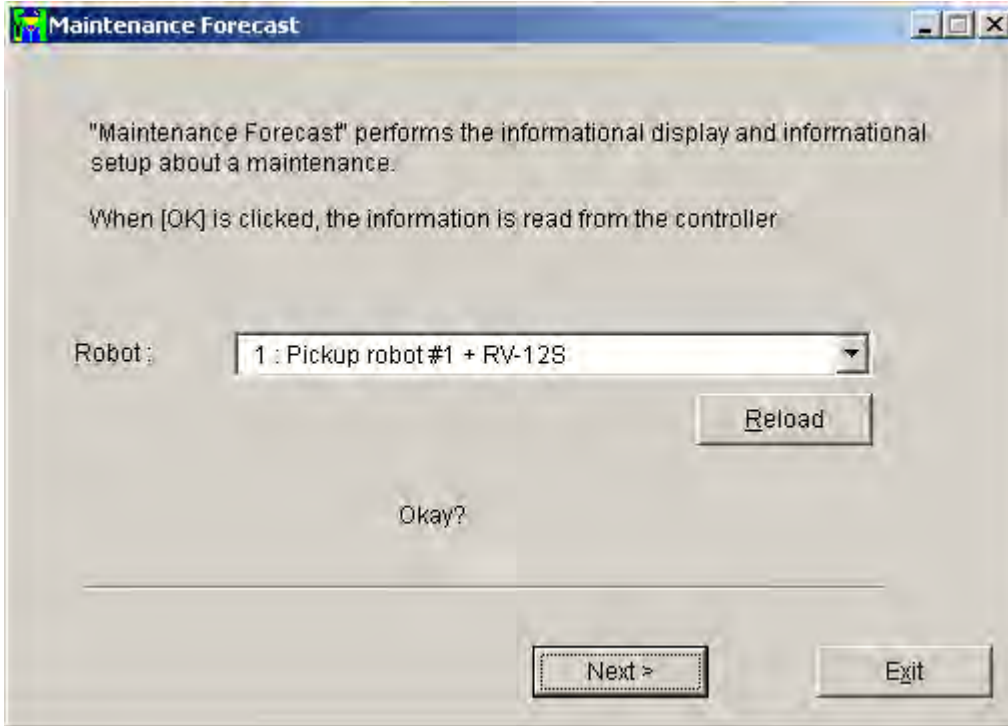 Maintenance Forecast
"Maintenance Forecast" performs the informational display and informational
setup about a maintenance.
When [OK] is clicked, the information is read from the controller
Robot :
1 : Pickup robot #1 + RV-12S
Reload
Okay?
Next >
Exit